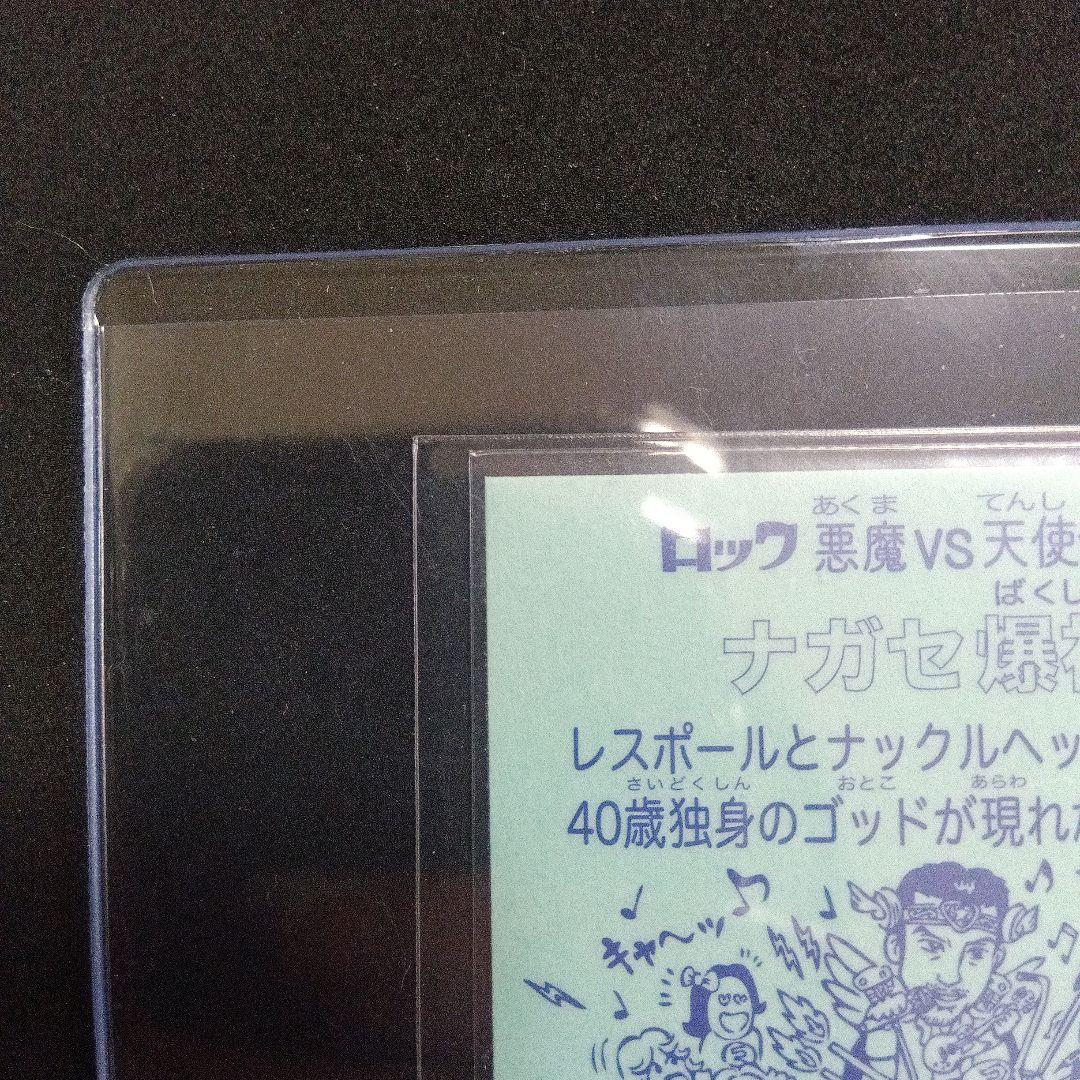 あくま てんし
ロック 悪魔VS天使
ばくし
ナガセ爆
レスポールとナックルヘッ
さいどくしん おとこ あらわ
40歳独身のゴッドが現れ
キャーッ